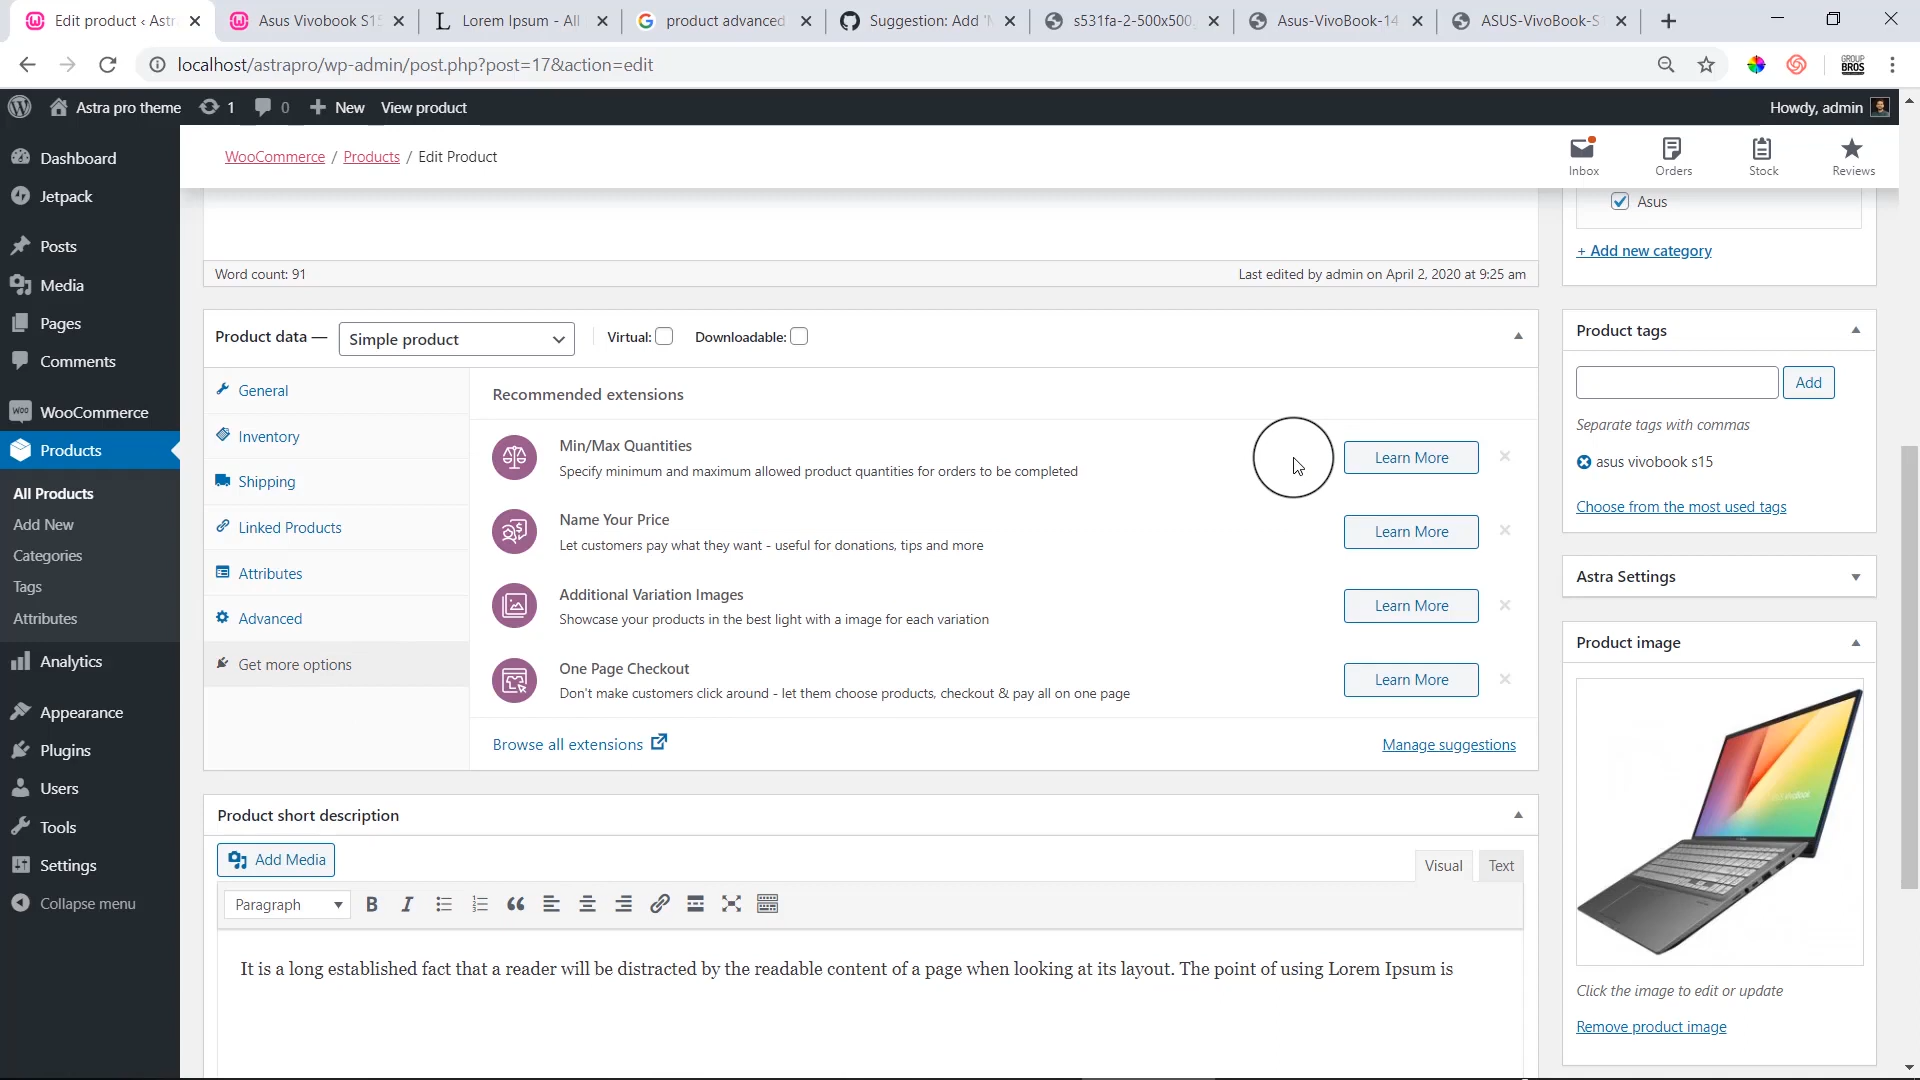 Edit product ‹ Astr
Asus Vivobook S15
Lorem Ipsum - All
product advanced
Suggestion: Add 'M
s531fa-2-500x500
Asus-VivoBook-14
ASUS-VivoBook-S
localhost/astrapro/wp-admin/post.php?post=17&action=edit
GROUP
BROS
Astra pro theme
1
0
New
View product
Howdy, admin
Dashboard
Jetpack
Posts
Media
Pages
Comments
WooCommerce
Products
All Products
Add New
Categories
Tags
Attributes
Analytics
Appearance
Plugins
Users
Tools
Settings
Collapse menu
WooCommerce / Products / Edit Product
Inbox
Orders
Stock
Reviews
Word count: 91
Last edited by admin on April 2, 2020 at 9:25 am
Product data —
Simple product
Virtual:
Downloadable:
General
Inventory
Shipping
Linked Products
Attributes
Advanced
Get more options
Recommended extensions
Min/Max Quantities
Specify minimum and maximum allowed product quantities for orders to be completed
Learn More
Name Your Price
Let customers pay what they want - useful for donations, tips and more
Learn More
Additional Variation Images
Showcase your products in the best light with a image for each variation
Learn More
One Page Checkout
Don't make customers click around - let them choose products, checkout & pay all on one page
Learn More
Browse all extensions
Manage suggestions
Product short description
Add Media
Visual
Text
Paragraph
It is a long established fact that a reader will be distracted by the readable content of a page when looking at its layout. The point of using Lorem Ipsum is
Asus
+ Add new category
Product tags
Add
Separate tags with commas
asus vivobook s15
Choose from the most used tags
Astra Settings
Product image
Click the image to edit or update
Remove product image